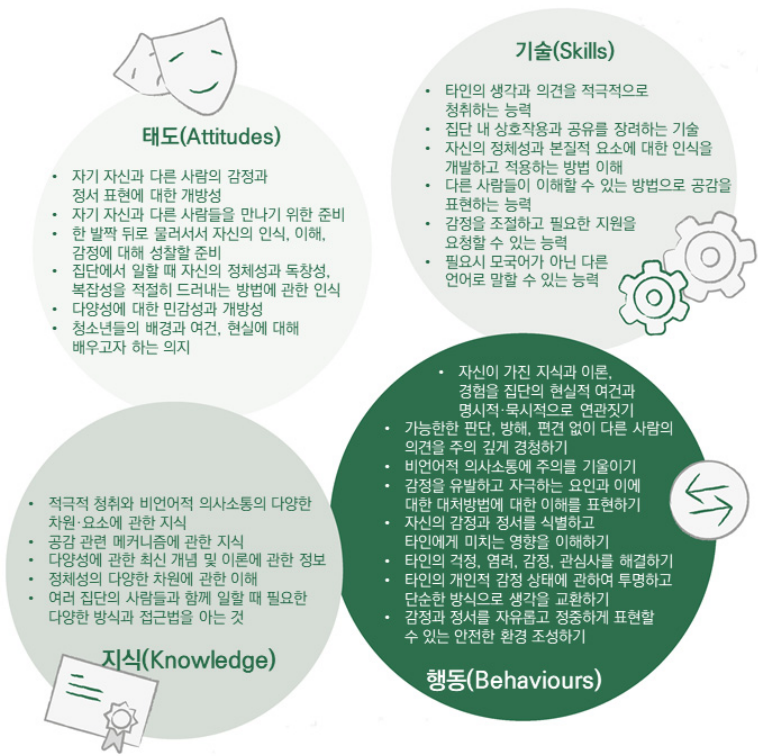 태도(Attitudes)
• 자기 자신과 다른 사람의 감정과
정서 표현에 대한 개방성
• 자기 자신과 다른 사람들을 만나기 위한 준비
• 한 발짝 뒤로 물러서서 자신의 인식, 이해,
감정에 대해 성찰할 준비
• 집단에서 일할 때 자신의 정체성과 독창성,
복잡성을 적절히 드러내는 방법에 관한 인식
• 다양성에 대한 민감성과 개방성
• 청소년들의 배경과 여건, 현실에 대해
배우고자 하는 의지
기술(Skills)
• 타인의 생각과 의견을 적극적으로
청취하는 능력
• 집단 내 상호작용과 공유를 장려하는 기술
• 자신의 정체성과 본질적 요소에 대한 인식을
개발하고 적용하는 방법 이해
• 다른 사람들이 이해할 수 있는 방법으로 공감을
표현하는 능력
• 감정을 조절하고 필요한 지원을
요청할 수 있는 능력
• 필요시 모국어가 아닌 다른
언어로 말할 수 있는 능력
• 적극적 청취와 비언어적 의사소통의 다양한
차원·요소에 관한 지식
• 공감 관련 메커니즘에 관한 지식
• 다양성에 관한 최신 개념 및 이론에 관한 정보
• 정체성의 다양한 차원에 관한 이해
• 여러 집단의 사람들과 함께 일할 때 필요한
다양한 방식과 접근법을 아는 것
지식(Knowledge)
• 자신이 가진 지식과 이론,
경험을 집단의 현실적 여건과
명시적·묵시적으로 연관짓기
• 가능한한 판단, 방해, 편견 없이 다른 사람의
의견을 주의 깊게 경청하기
• 비언어적 의사소통에 주의를 기울이기
• 감정을 유발하고 자극하는 요인과 이에
대한 대처방법에 대한 이해를 표현하기
• 자신의 감정과 정서를 식별하고
타인에게 미치는 영향을 이해하기
• 타인의 걱정, 염려, 감정, 관심사를 해결하기
• 타인의 개인적 감정 상태에 관하여 투명하고
단순한 방식으로 생각을 교환하기
• 감정과 정서를 자유롭고 정중하게 표현할
수 있는 안전한 환경 조성하기
행동(Behaviours)